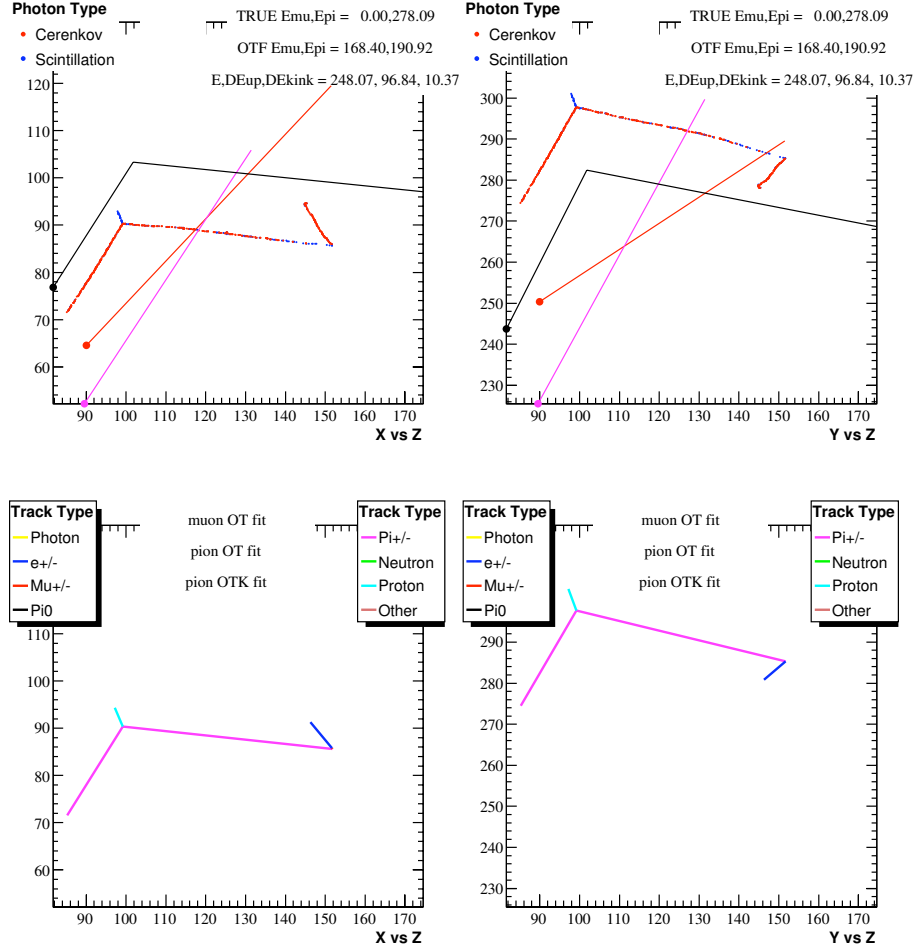 Photon Type
Cerenkov
Scintillation
TRUE Emu,Epi = 0.00,278.09
OTF Emu,Epi = 168.40,190.92
E,DEup,DEkink = 248.07, 96.84, 10.37
120
110
100
90
80
70
60
90 100 110 120 130 140 150 160 170
X vs Z
Photon Type
Cerenkov
Scintillation
TRUE Emu,Epi = 0.00,278.09
OTF Emu,Epi = 168.40,190.92
E,DEup,DEkink = 248.07, 96.84, 10.37
300
290
280
270
260
250
240
230
90 100 110 120 130 140 150 160 170
Y vs Z
Track Type
Photon
e+/-
Mu+/-
Pi0
muon OT fit
pion OT fit
pion OTK fit
Track Type
Pi+/-
Neutron
Proton
Other
110
100
90
80
70
60
90 100 110 120 130 140 150 160 170
X vs Z
Track Type
Photon
e+/-
Mu+/-
Pi0
muon OT fit
pion OT fit
pion OTK fit
Track Type
Pi+/-
Neutron
Proton
Other
290
280
270
260
250
240
230
90 100 110 120 130 140 150 160 170
Y vs Z